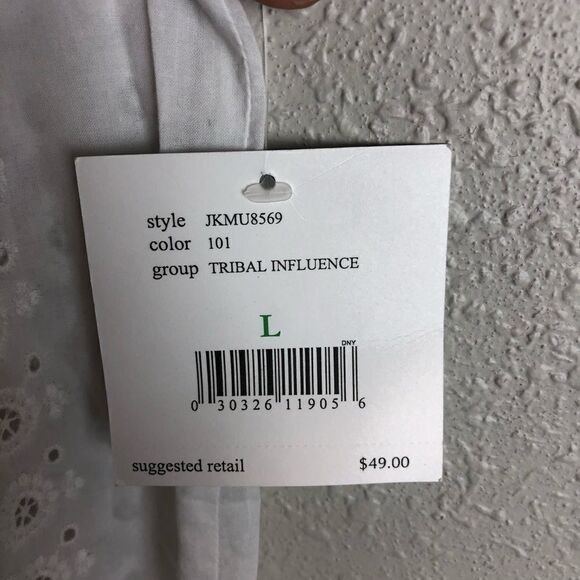 style JKMU8569
color 101
group TRIBAL INFLUENCE
L
DNY
0 30326 11905 6
suggested retail $49.00